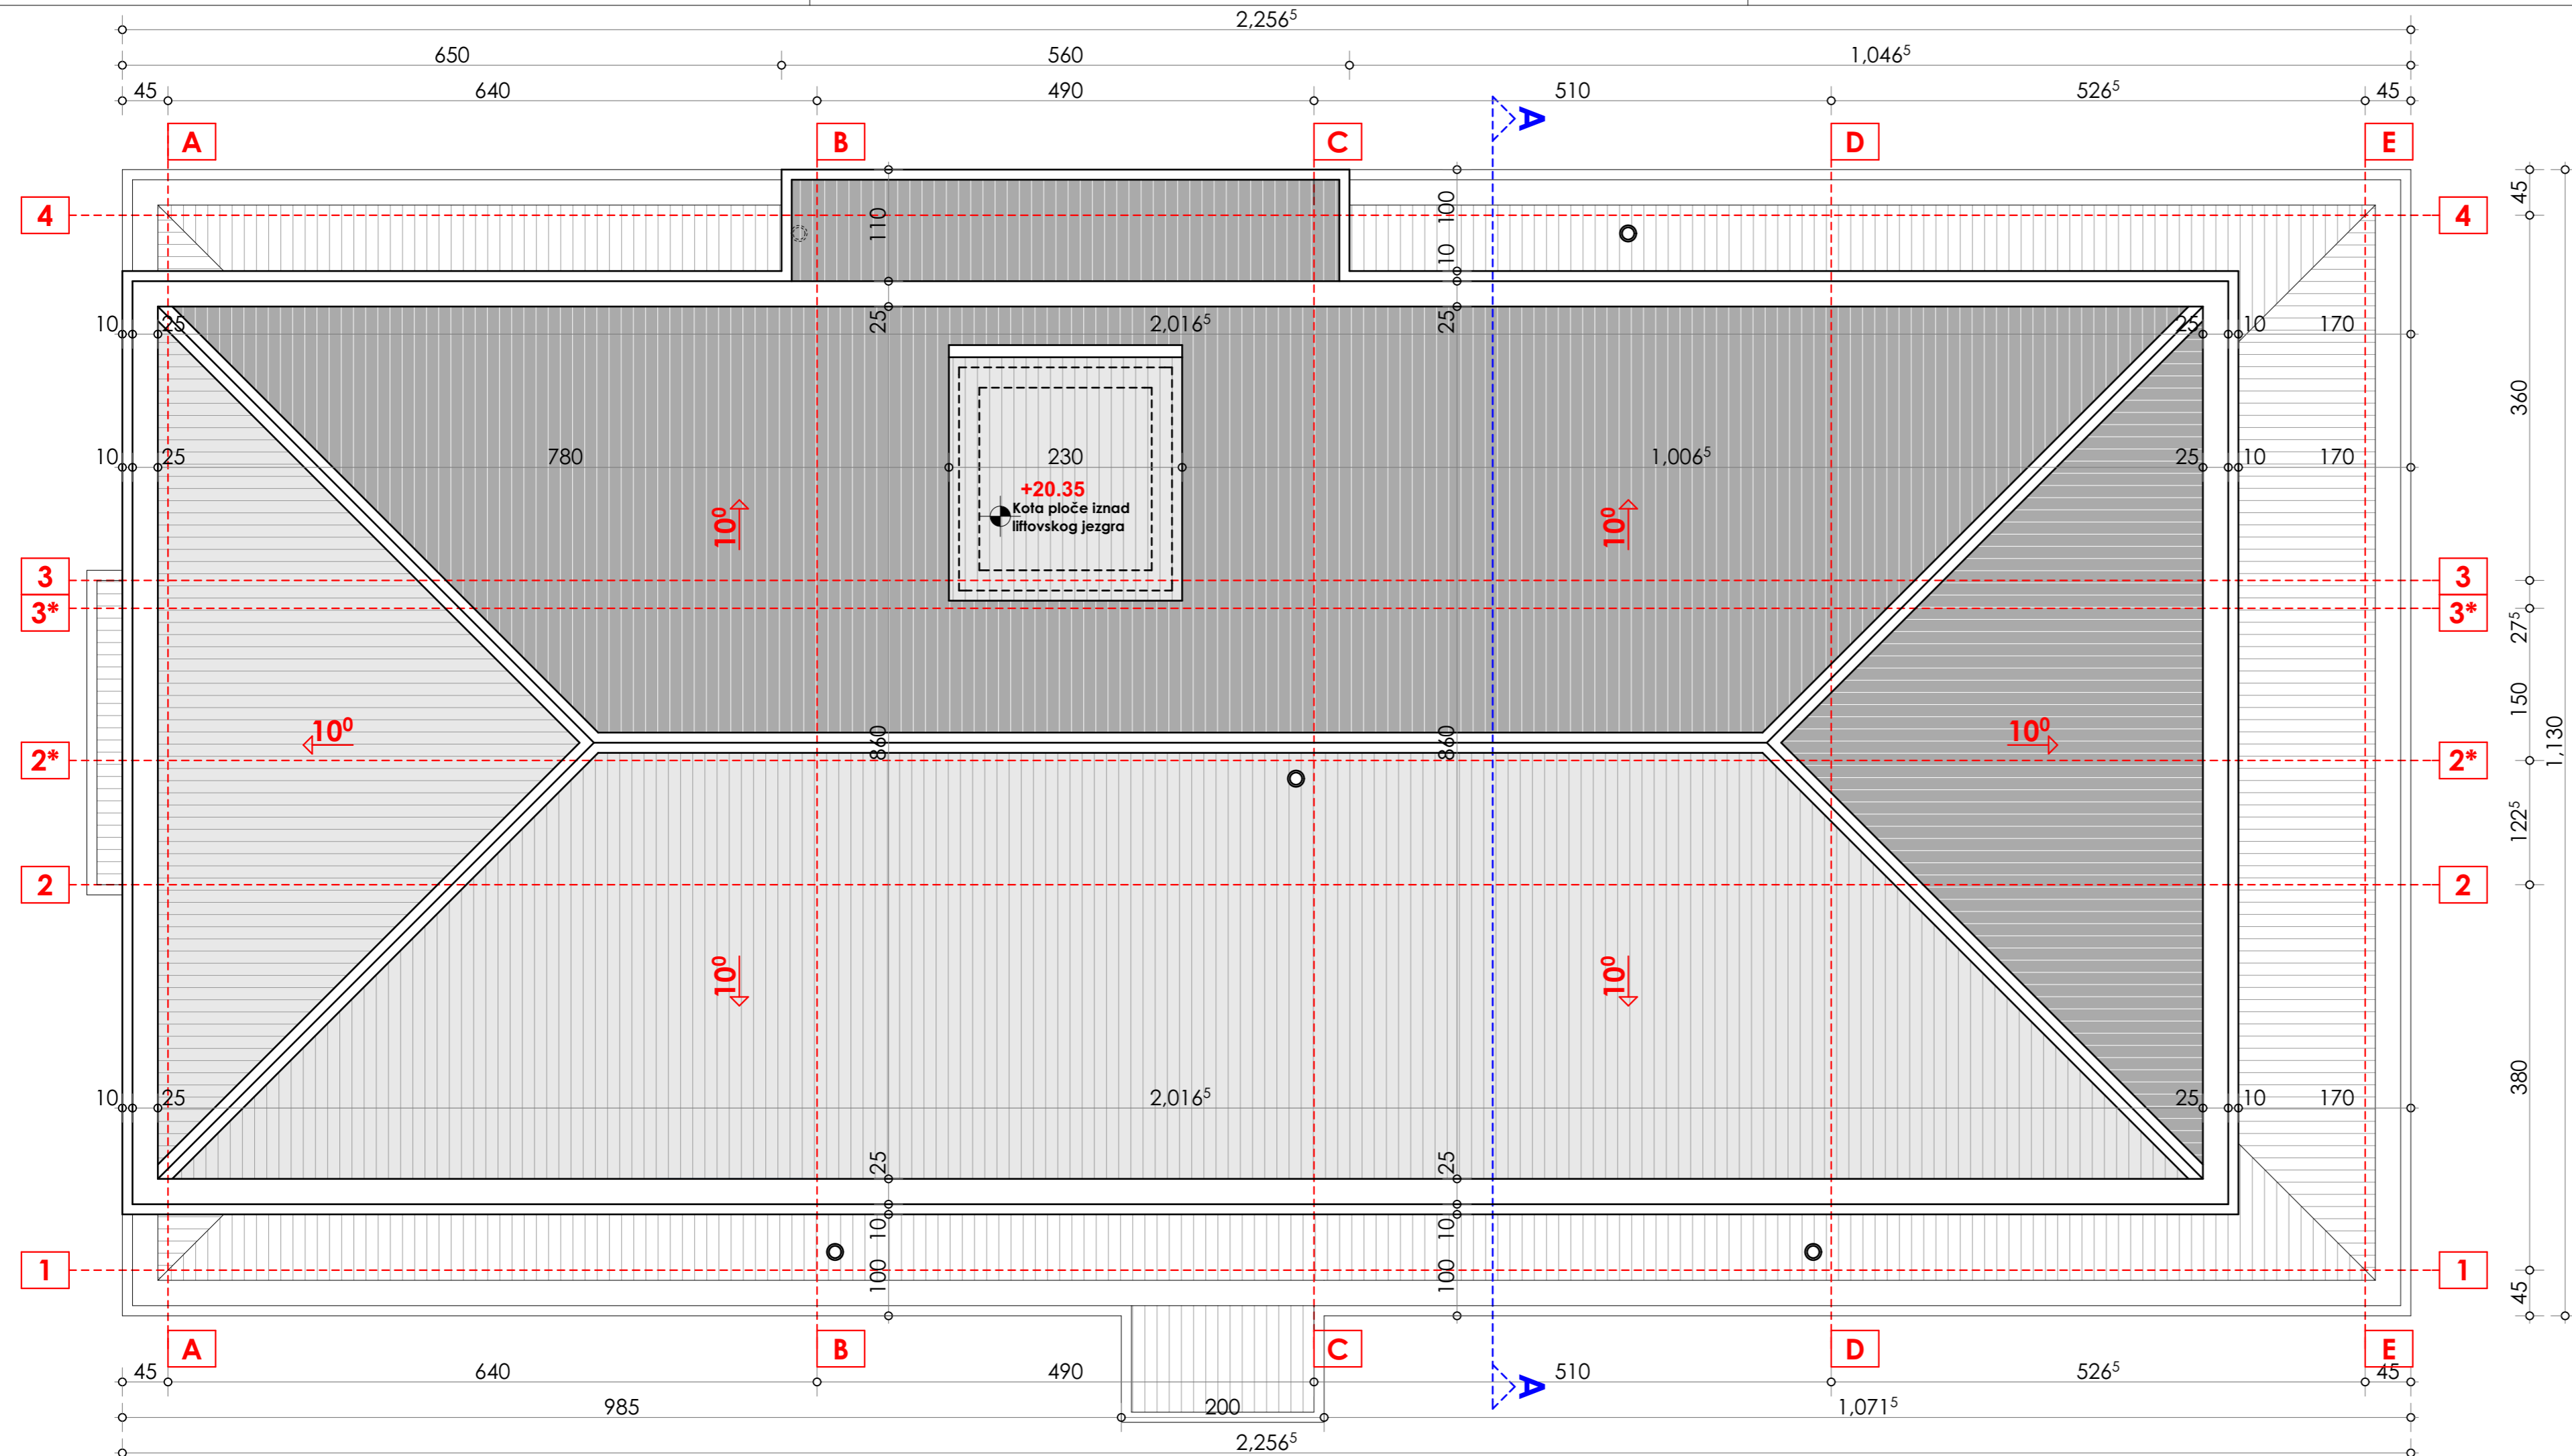 2,256⁵
650 560 1,046⁵
45 640 490 510 526⁵ 45
A B C A D E
45
4 110 100 4
10
10 25 25 2,016⁵ 25 25 10 170
360
10 25 780 230 1,006⁵ 25 10 170
+20.35
Kota ploče iznad
liftovskog jezgra
10⁰ 10⁰
3 3
3* 3*
27⁵
150
10⁰ 860 860 10⁰ 1,130
2* 2*
122⁵
2 2
10⁰ 10⁰
380
10 25 2,016⁵ 25 10 170
25 25
10 10
1 100 100 1
45
A B C D E
45 640 490 510 A 526⁵ 45
985 200 1,071⁵
2,256⁵